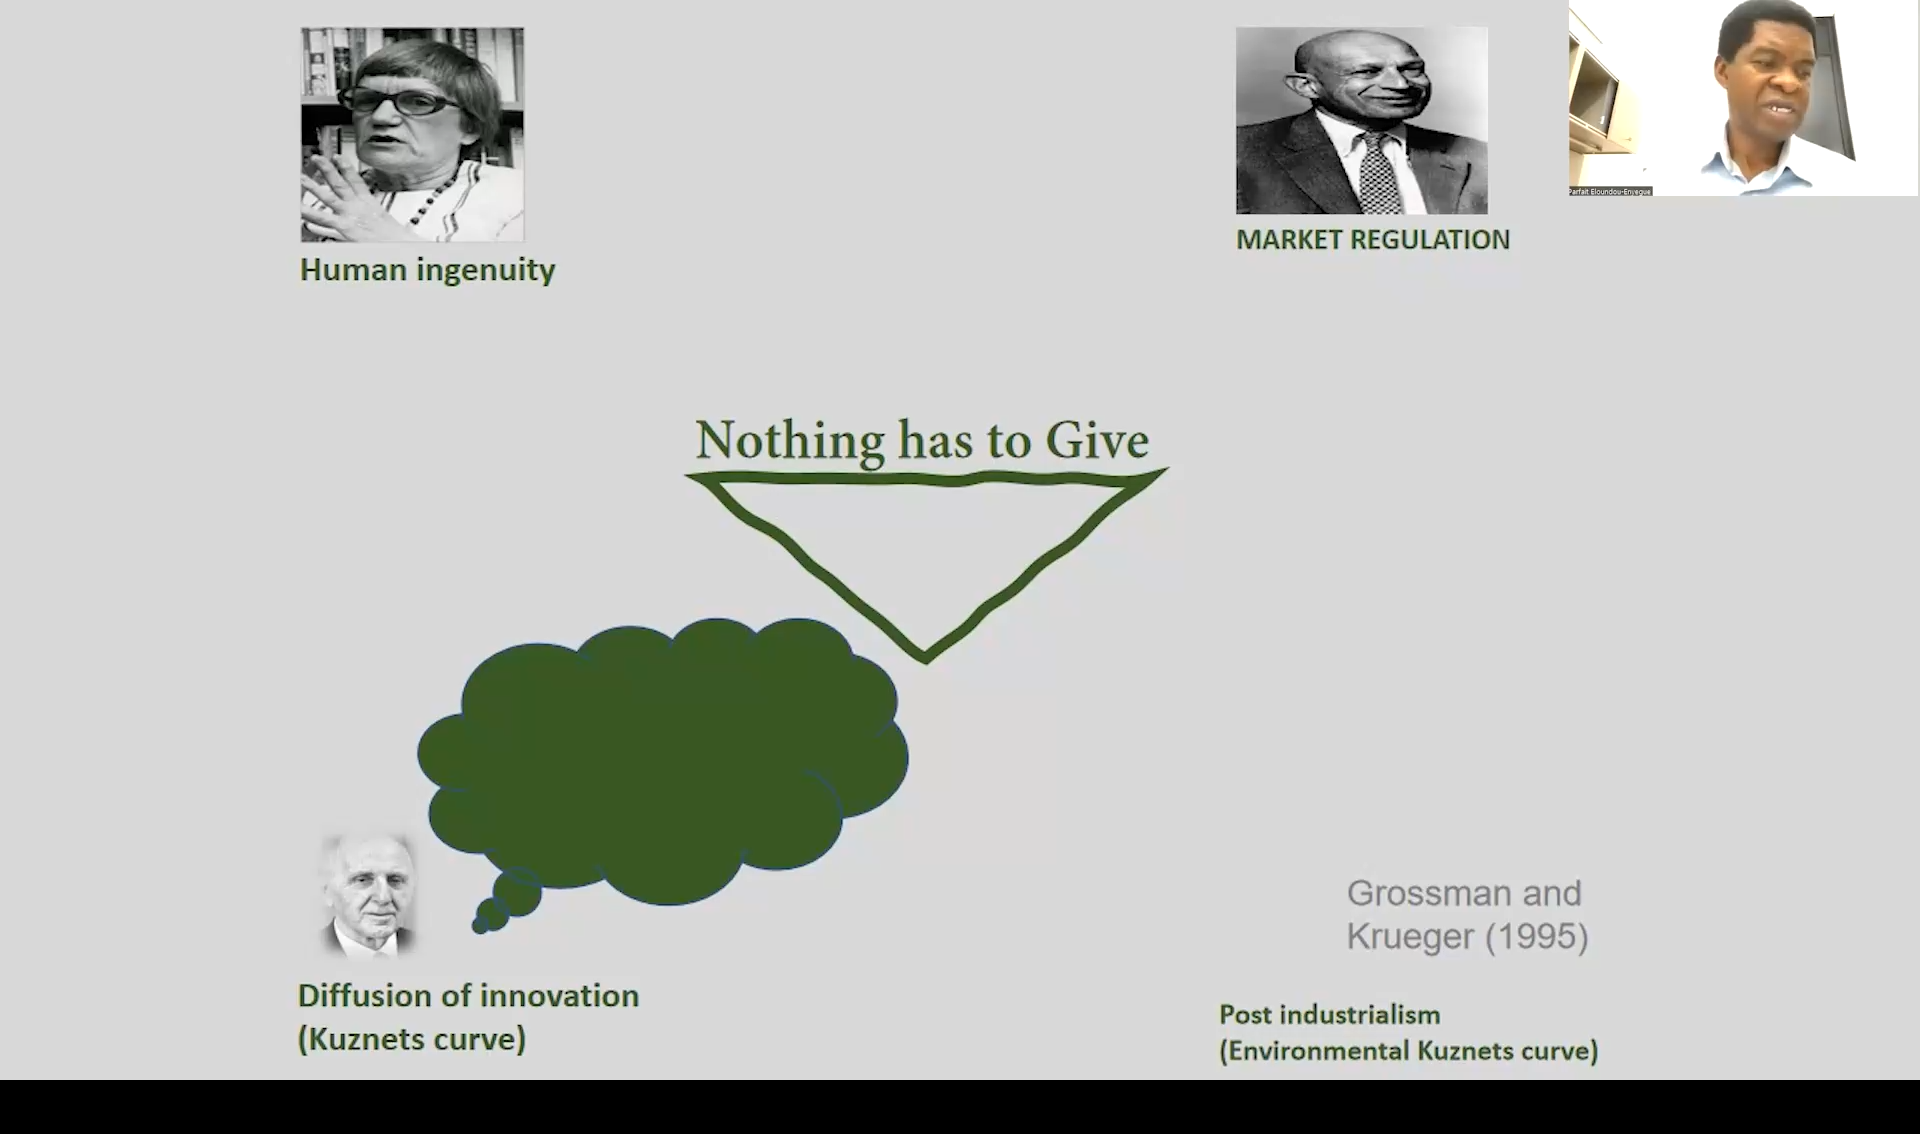 Parfait Eloundou-Enyegue
Human ingenuity
MARKET REGULATION
Nothing has to Give
Grossman and
Krueger (1995)
Diffusion of innovation
(Kuznets curve)
Post industrialism
(Environmental Kuznets curve)